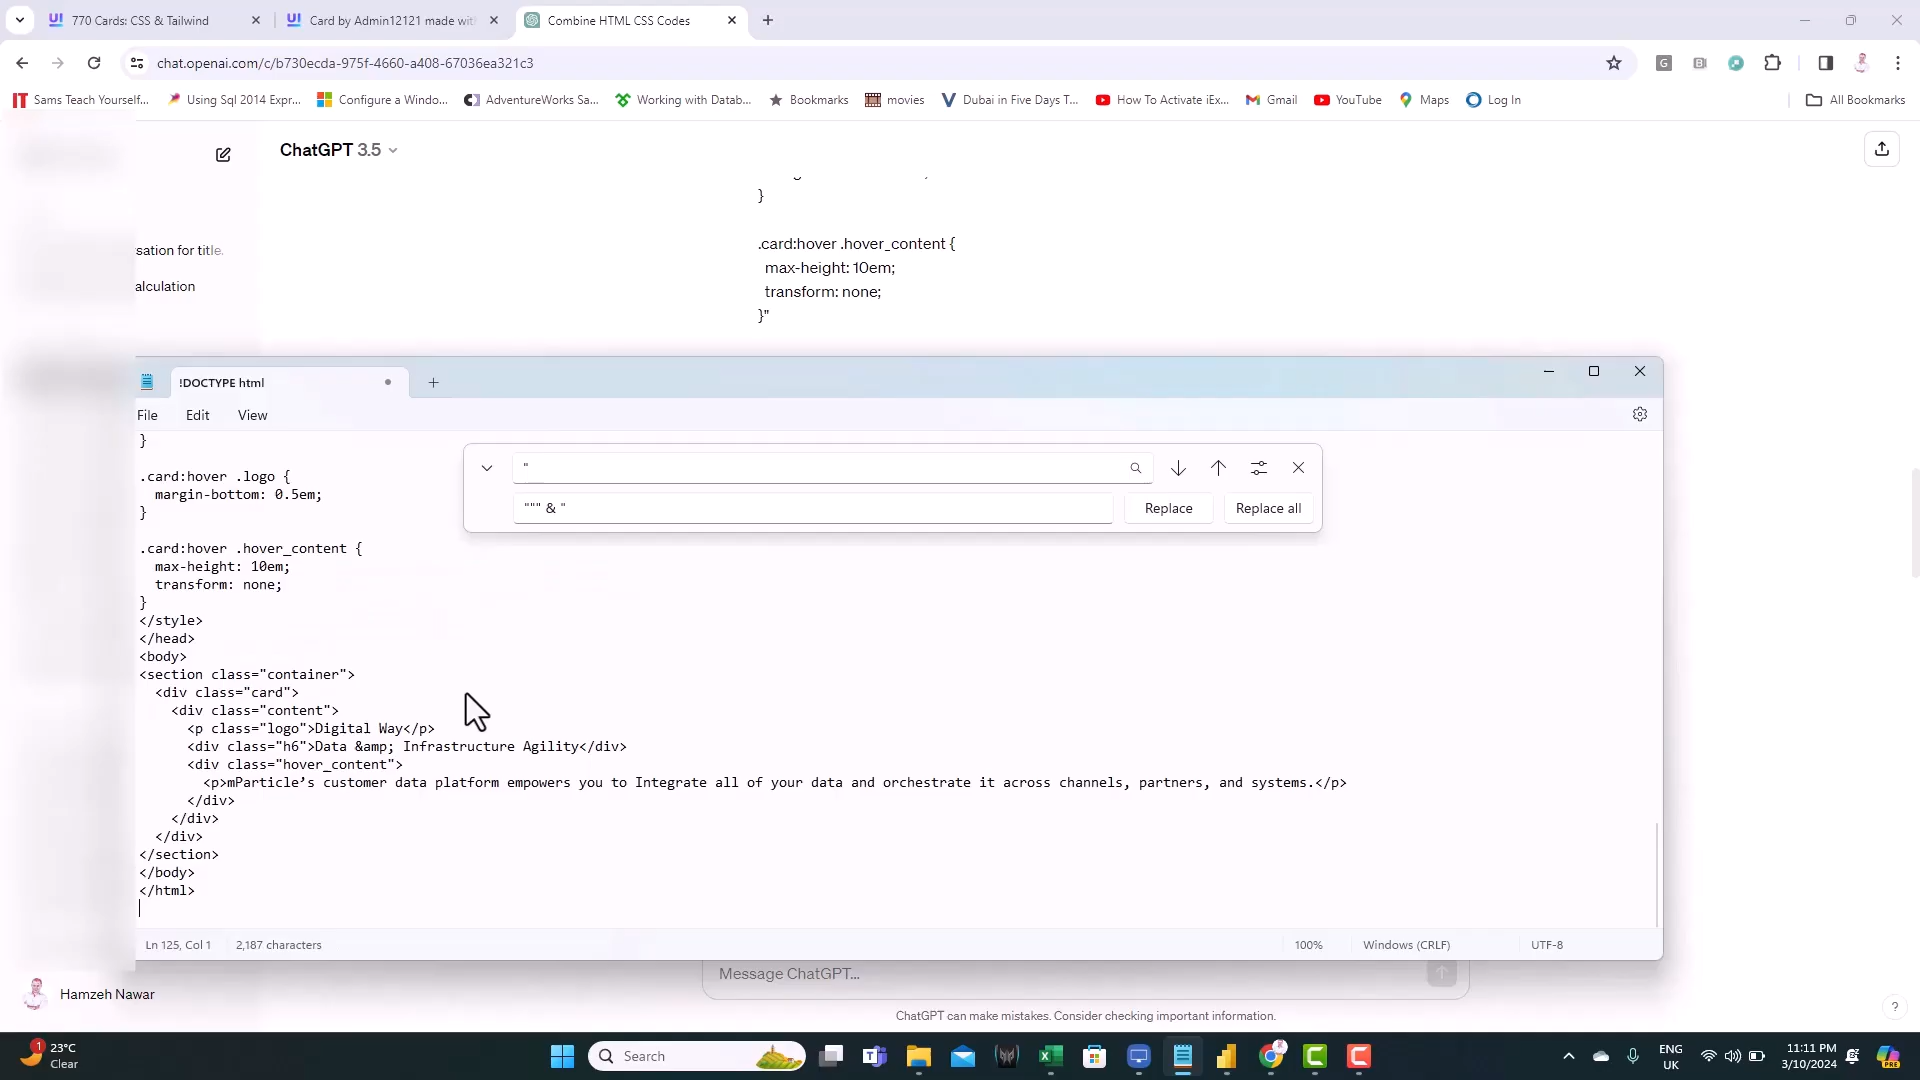 770 Cards: CSS & Tailwind
Card by Admin12121 made wit
Combine HTML CSS Codes
chat.openai.com/c/b730ecda-975f-4660-a408-67036ea321c3
Sams Teach Yourself...
Using Sql 2014 Expr...
Configure a Windo...
AdventureWorks Sa...
Working with Datab...
Bookmarks
movies
Dubai in Five Days T...
How To Activate iEx...
Gmail
YouTube
Maps
Log In
All Bookmarks
ChatGPT 3.5
sation for title.
alculation
}
.card:hover .hover_content {
max-height: 10em;
transform: none;
}"
!DOCTYPE html
File Edit View
"
""" & "
Replace
Replace all
}
.card:hover .logo {
margin-bottom: 0.5em;
}
.card:hover .hover_content {
max-height: 10em;
transform: none;
}
</style>
</head>
<body>
<section class="container">
<div class="card">
<div class="content">
<p class="logo">Digital Way</p>
<div class="h6">Data &amp; Infrastructure Agility</div>
<div class="hover_content">
<p>mParticle’s customer data platform empowers you to Integrate all of your data and orchestrate it across channels, partners, and systems.</p>
</div>
</div>
</div>
</section>
</body>
</html>
Ln 125, Col 1
2,187 characters
100%
Windows (CRLF)
UTF-8
Message ChatGPT...
Hamzeh Nawar
ChatGPT can make mistakes. Consider checking important information.
?
1
23°C
Clear
Search
ENG
UK
11:11 PM
3/10/2024